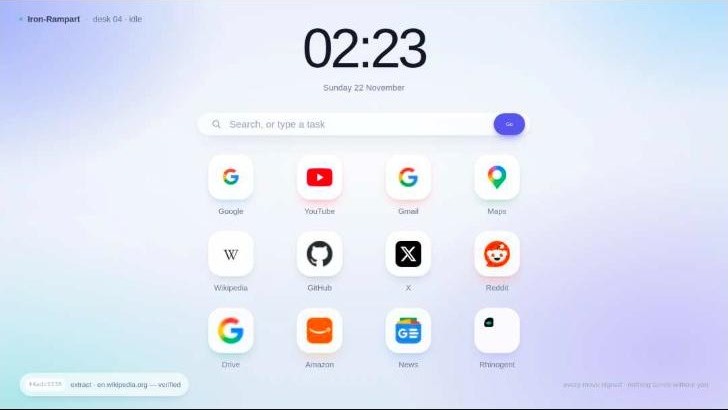 Iron-Rampart · desk 04 · idle
02:23
Sunday 22 November
Search, or type a task
Go
Google YouTube Gmail Maps
W
Wikipedia GitHub X Reddit
Drive Amazon News Rhinogent
extract · en.wikipedia.org — verified
every move signed · nothing without you